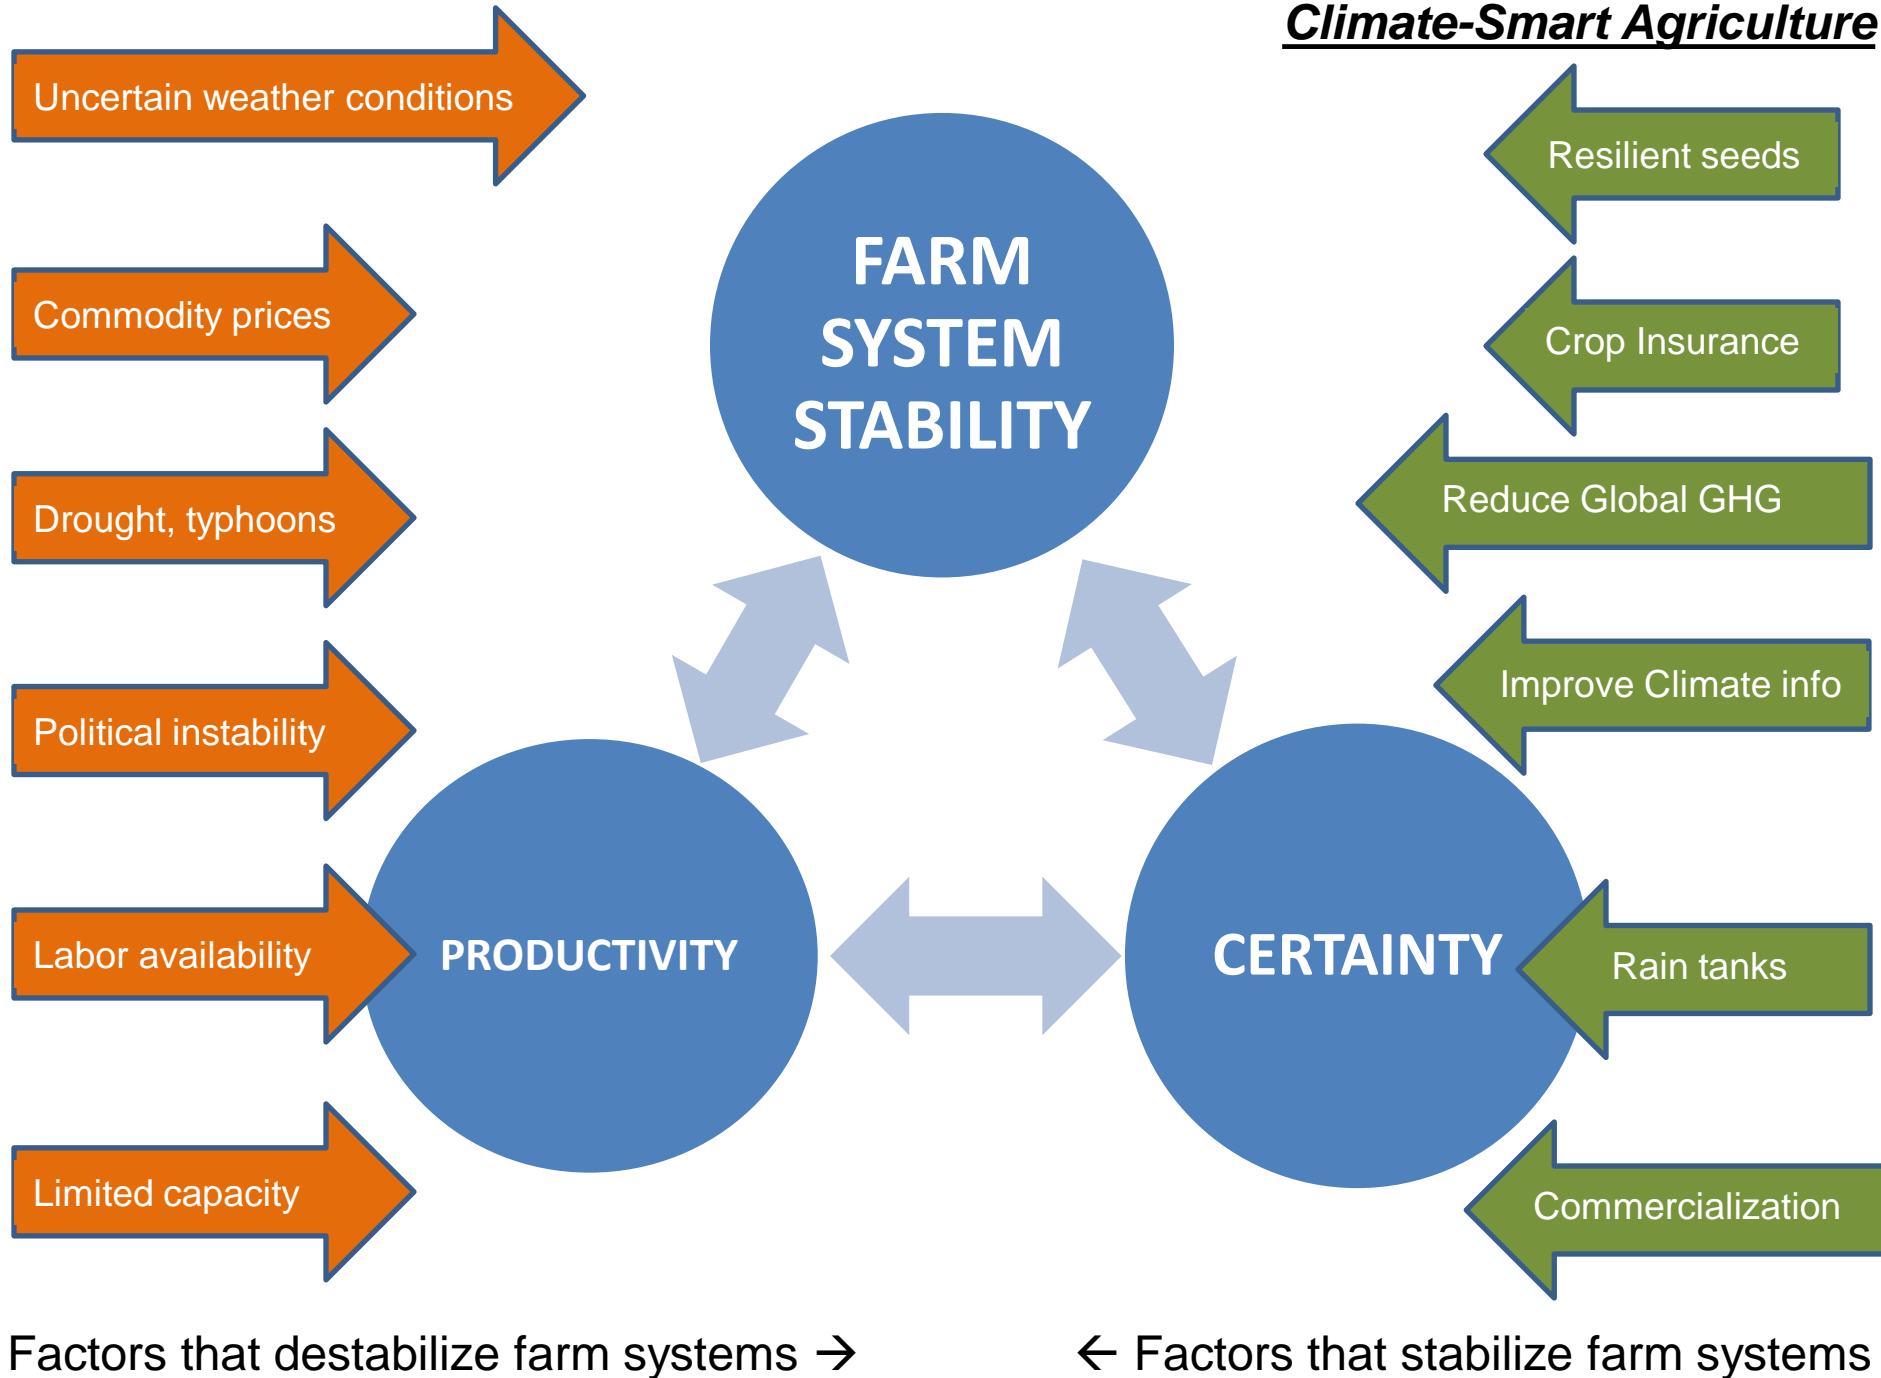 Climate-Smart Agriculture
Uncertain weather conditions
Commodity prices
Drought, typhoons
Political instability
Labor availability
Limited capacity
FARM
SYSTEM
STABILITY
PRODUCTIVITY
CERTAINTY
Resilient seeds
Crop Insurance
Reduce Global GHG
Improve Climate info
Rain tanks
Commercialization
Factors that destabilize farm systems →
← Factors that stabilize farm systems